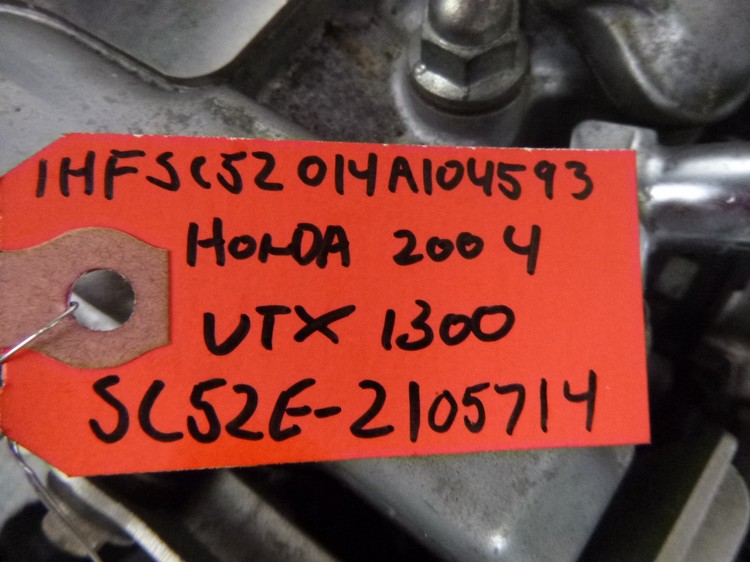 1HFSC52014A104593
HONDA 2004
VTX 1300
SC52E-2105714